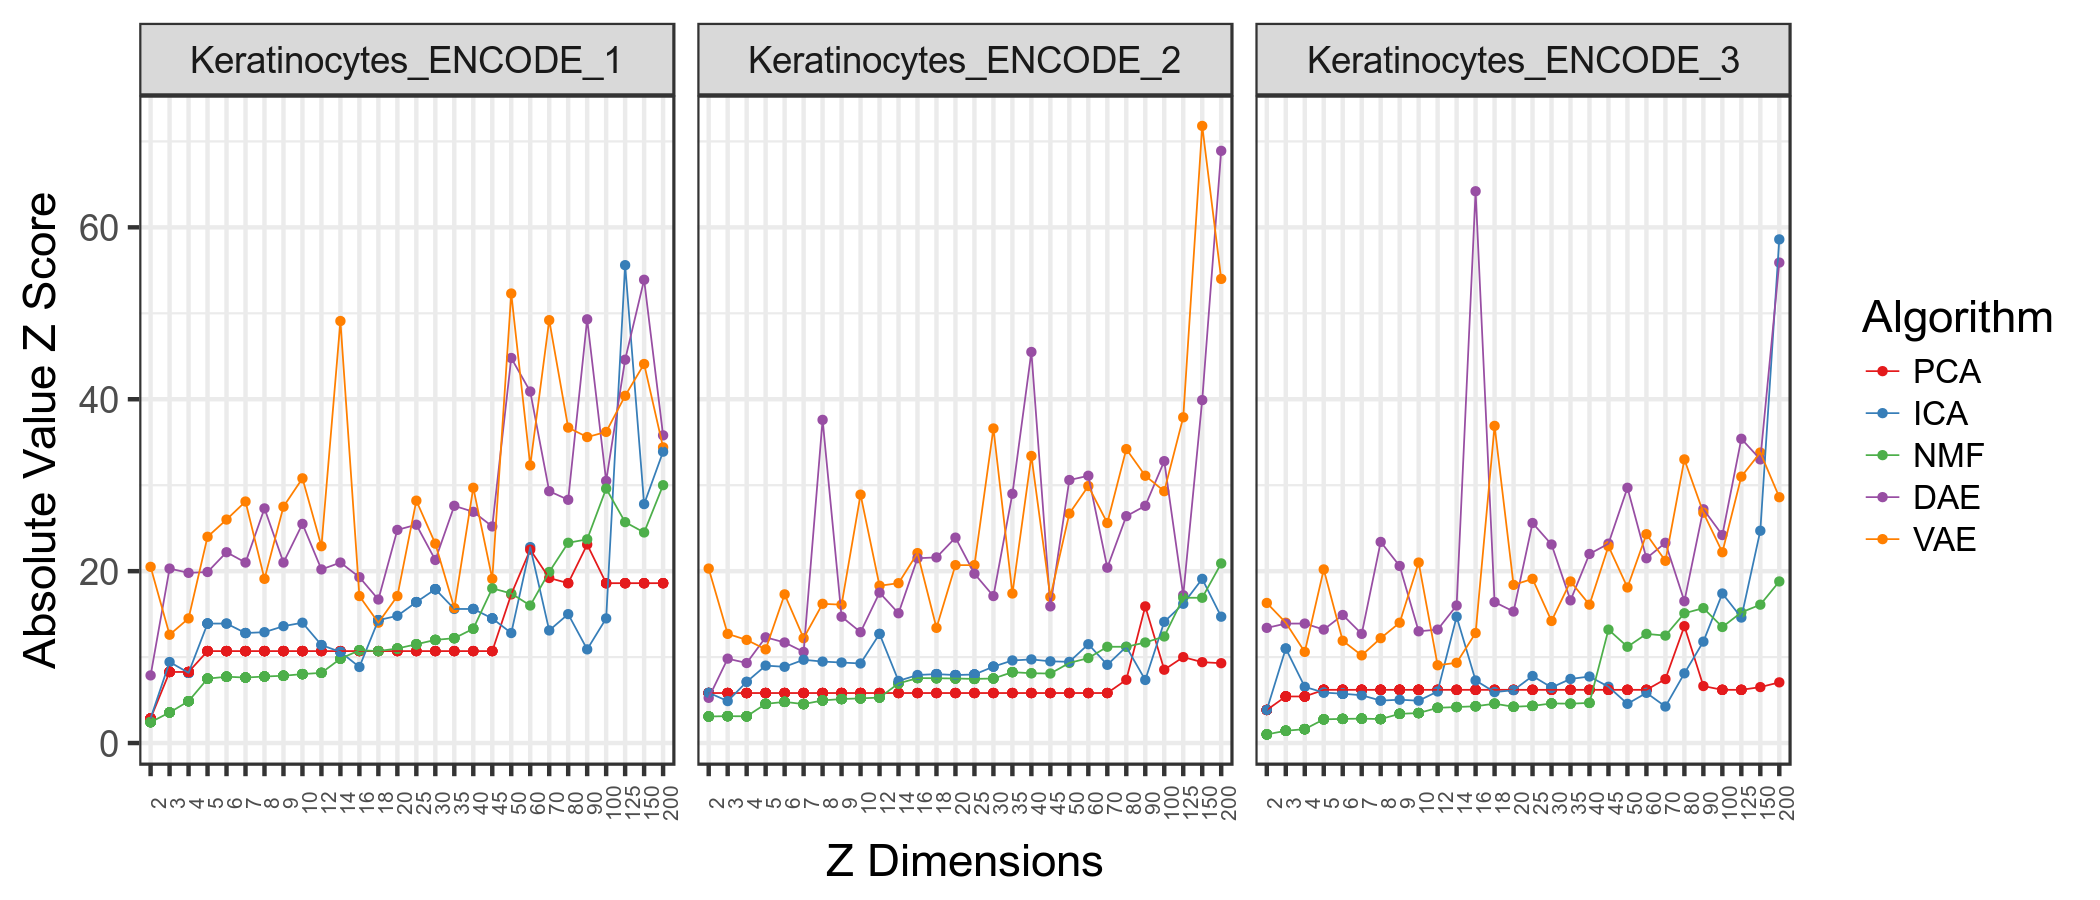 Keratinocytes_ENCODE_1
Keratinocytes_ENCODE_2
Keratinocytes_ENCODE_3
Absolute Value Z Score
60
40
20
0
2 3 4 5 6 7 8 9 10 12 14 16 18 20 25 30 35 40 45 50 60 70 80 90 100 125 150 200
2 3 4 5 6 7 8 9 10 12 14 16 18 20 25 30 35 40 45 50 60 70 80 90 100 125 150 200
2 3 4 5 6 7 8 9 10 12 14 16 18 20 25 30 35 40 45 50 60 70 80 90 100 125 150 200
Z Dimensions
Algorithm
PCA
ICA
NMF
DAE
VAE